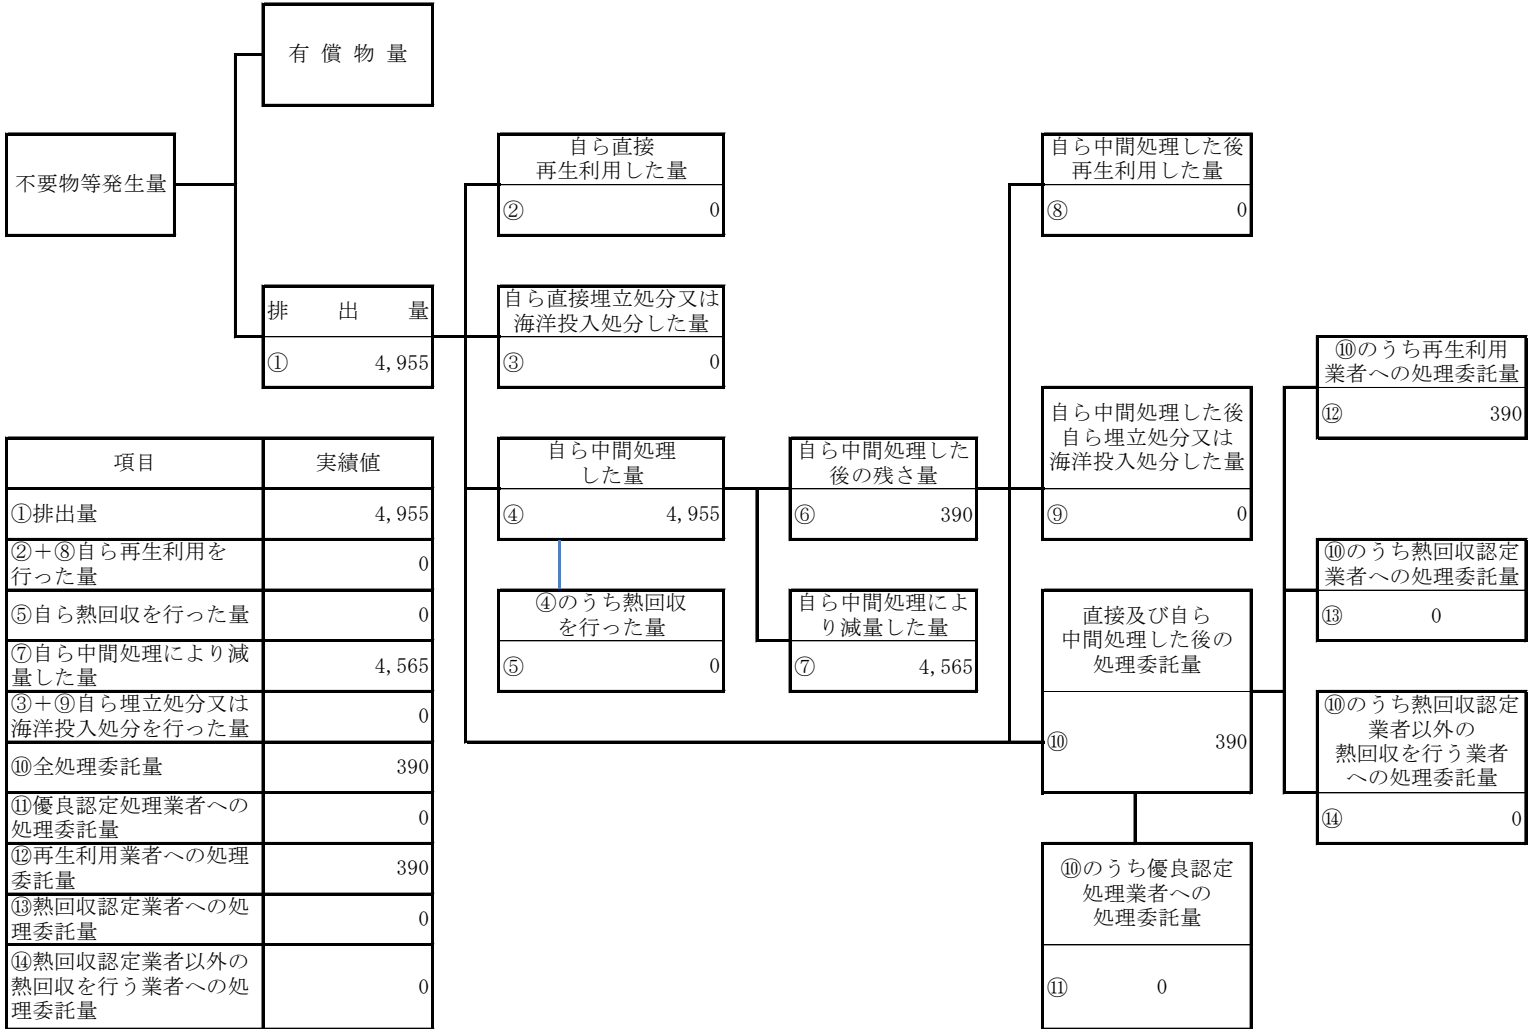 有償物量
不要物等発生量
自ら直接
再生利用した量
② 0
自ら中間処理した後
再生利用した量
⑧ 0
排出量
① 4,955
自ら直接埋立処分又は
海洋投入処分した量
③ 0
⑩のうち再生利用
業者への処理委託量
⑫ 390
項目 実績値
①排出量 4,955
②+⑧自ら再生利用を
行った量 0
⑤自ら熱回収を行った量 0
⑦自ら中間処理により減
量した量 4,565
③+⑨自ら埋立処分又は
海洋投入処分を行った量 0
⑩全処理委託量 390
⑪優良認定処理業者への
処理委託量 0
⑫再生利用業者への処理
委託量 390
⑬熱回収認定業者への処
理委託量 0
⑭熱回収認定業者以外の
熱回収を行う業者への処
理委託量 0
自ら中間処理
した量
④ 4,955
自ら中間処理した
後の残さ量
⑥ 390
自ら中間処理した後
自ら埋立処分又は
海洋投入処分した量
⑨ 0
④のうち熱回収
を行った量
⑤ 0
自ら中間処理によ
り減量した量
⑦ 4,565
直接及び自ら
中間処理した後の
処理委託量
⑩ 390
⑩のうち熱回収認定
業者への処理委託量
⑬ 0
⑩のうち熱回収認定
業者以外の
熱回収を行う業者
への処理委託量
⑭ 0
⑩のうち優良認定
処理業者への
処理委託量
⑪ 0